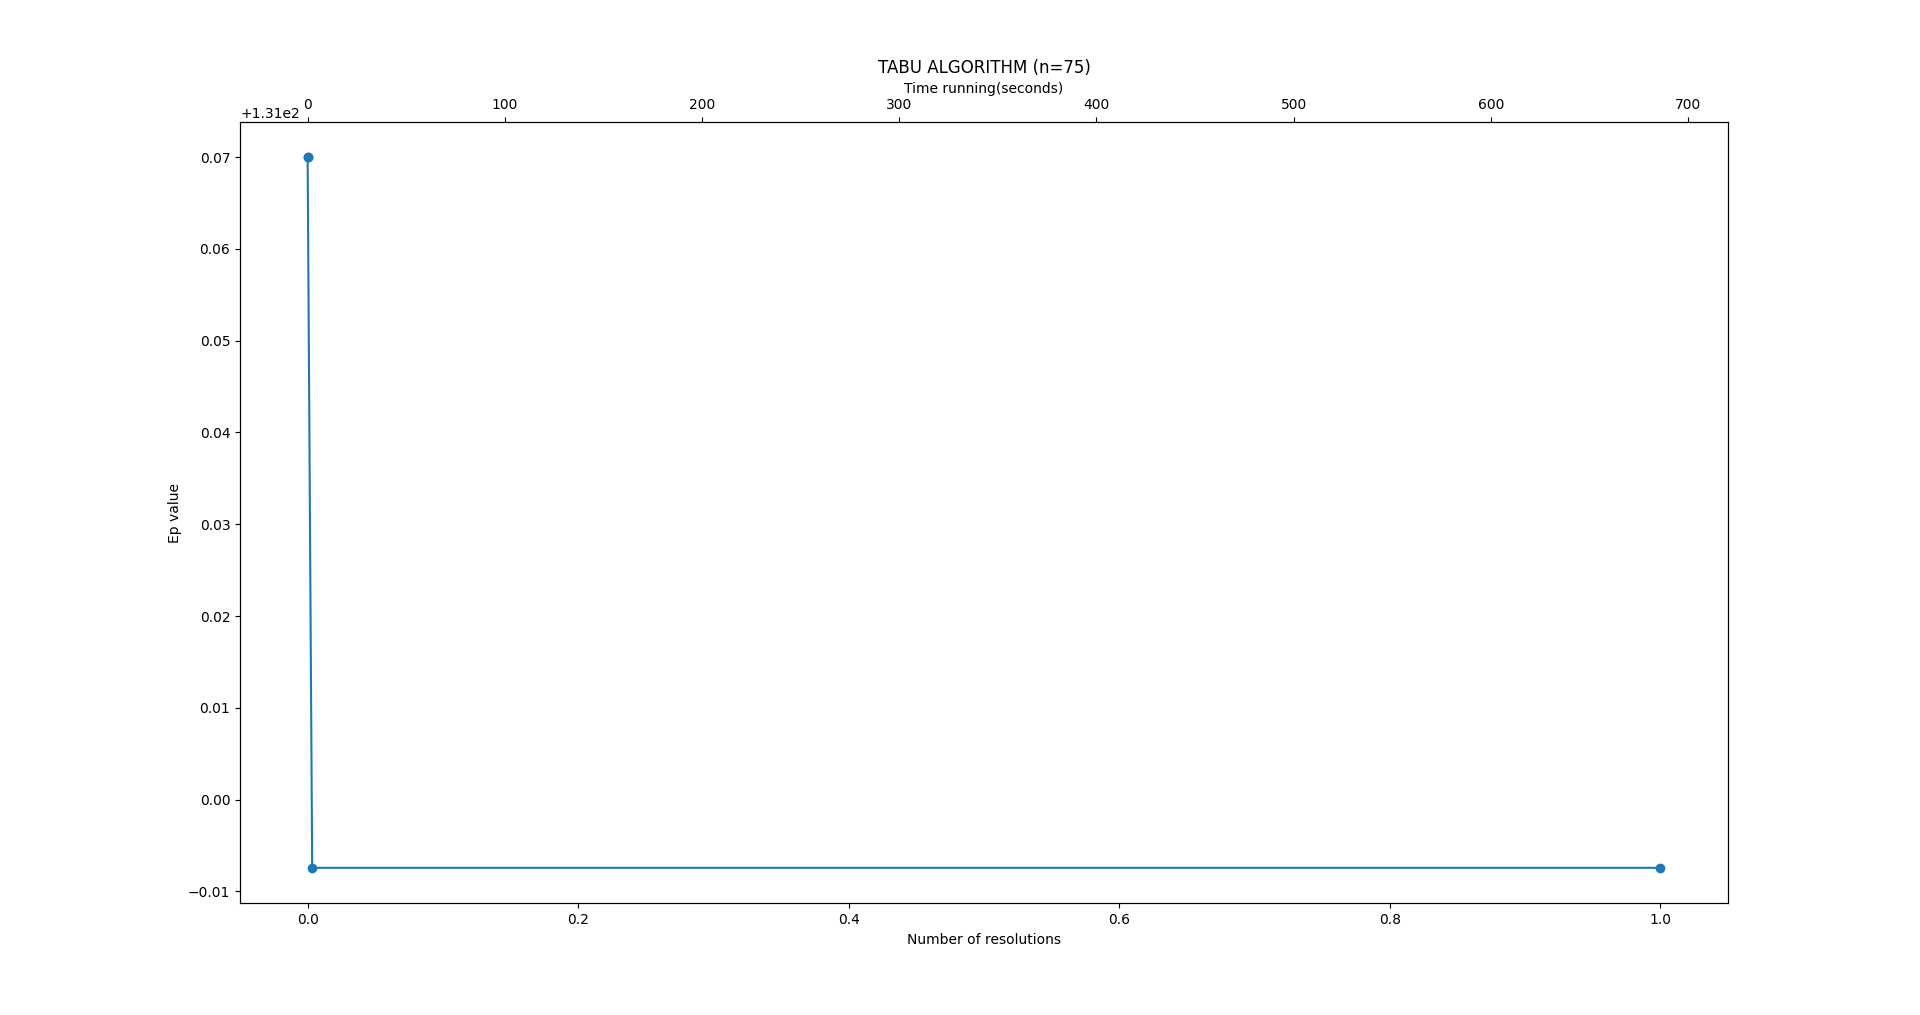 TABU ALGORITHM (n=75)
Time running(seconds)
0 100 200 300 400 500 600 700
+1.31e2
0.07
0.06
0.05
0.04
0.03
0.02
0.01
0.00
−0.01
Ep value
0.0 0.2 0.4 0.6 0.8 1.0
Number of resolutions